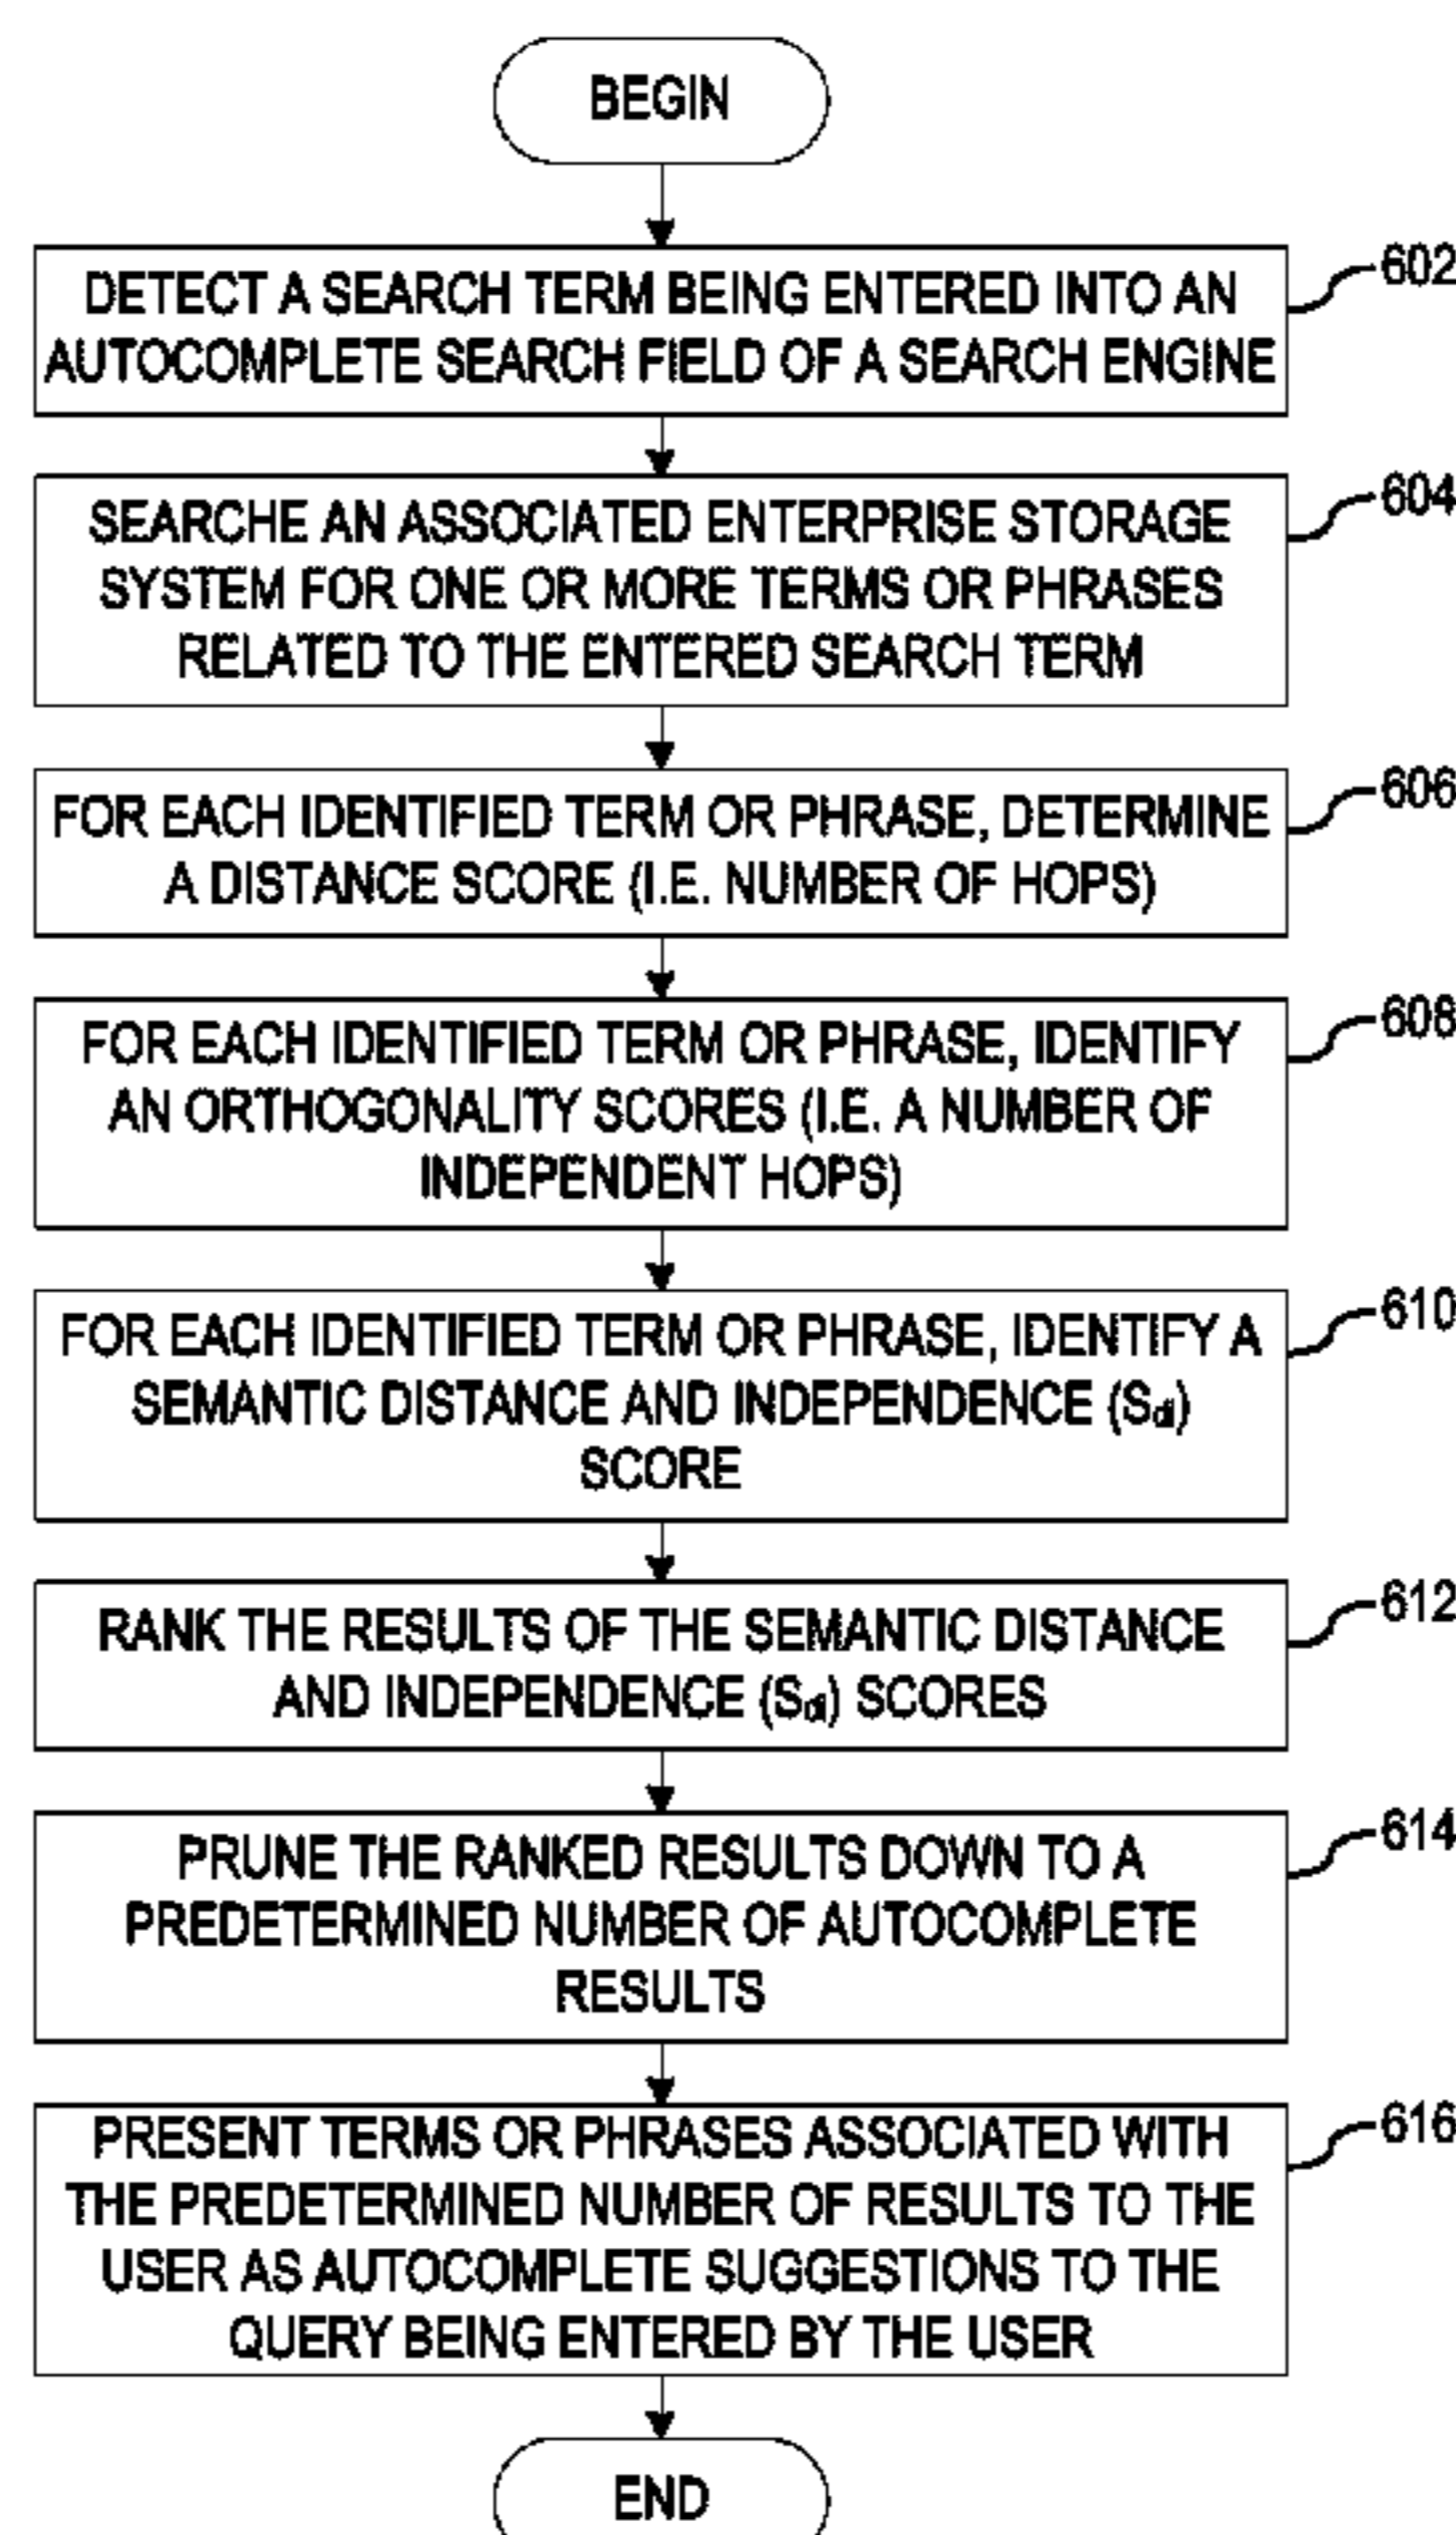 BEGIN
DETECT A SEARCH TERM BEING ENTERED INTO AN
AUTOCOMPLETE SEARCH FIELD OF A SEARCH ENGINE
602
SEARCHE AN ASSOCIATED ENTERPRISE STORAGE
SYSTEM FOR ONE OR MORE TERMS OR PHRASES
RELATED TO THE ENTERED SEARCH TERM
604
FOR EACH IDENTIFIED TERM OR PHRASE, DETERMINE
A DISTANCE SCORE (I.E. NUMBER OF HOPS)
606
FOR EACH IDENTIFIED TERM OR PHRASE, IDENTIFY
AN ORTHOGONALITY SCORES (I.E. A NUMBER OF
INDEPENDENT HOPS)
608
FOR EACH IDENTIFIED TERM OR PHRASE, IDENTIFY A
SEMANTIC DISTANCE AND INDEPENDENCE (Sdi)
SCORE
610
RANK THE RESULTS OF THE SEMANTIC DISTANCE
AND INDEPENDENCE (Sdi) SCORES
612
PRUNE THE RANKED RESULTS DOWN TO A
PREDETERMINED NUMBER OF AUTOCOMPLETE
RESULTS
614
PRESENT TERMS OR PHRASES ASSOCIATED WITH
THE PREDETERMINED NUMBER OF RESULTS TO THE
USER AS AUTOCOMPLETE SUGGESTIONS TO THE
QUERY BEING ENTERED BY THE USER
616
END